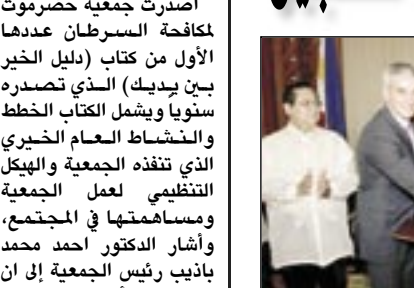 أصدرت جمعية حضرموت
لمكافحة السرطان عددها
الأول من كتاب (دليل الخير
بين يديك) الذي تصدره
سنوياً ويشمل الكتاب الخطط
والنشاط العام الخيري
الذي تنفذه الجمعية والهيكل
التنظيمي لعمل الجمعية
ومساهمتها في المجتمع،
وأشار الدكتور احمد محمد
باذيب رئيس الجمعية إلى ان